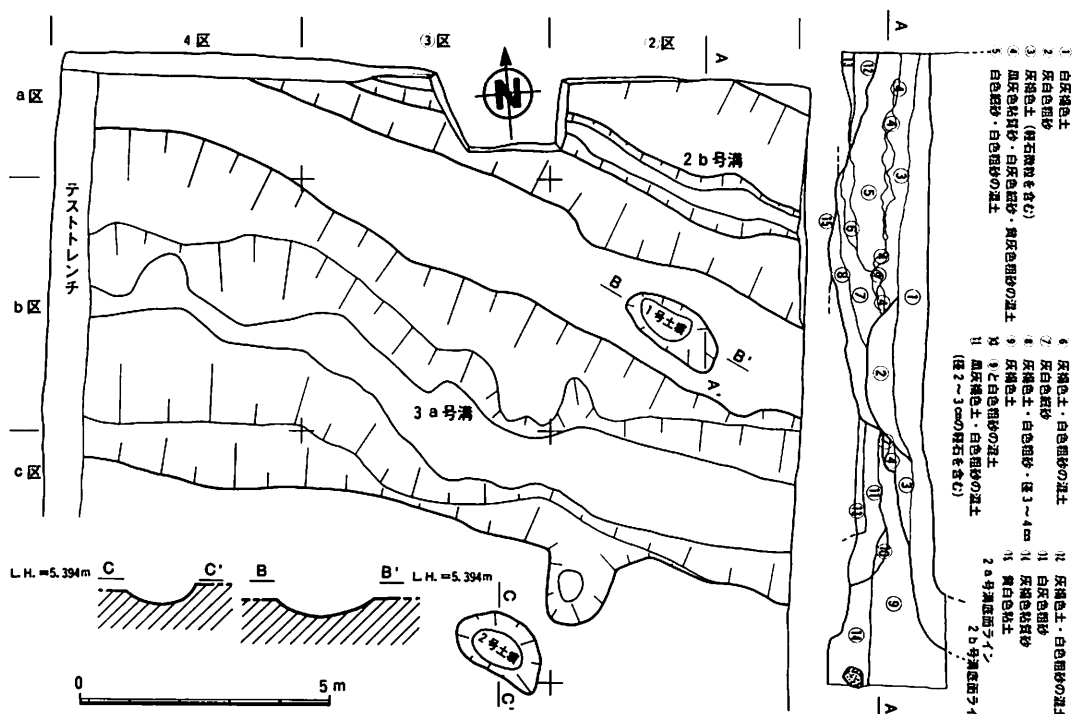 4区
③区
②区
A
a区
b区
c区
N
テストトレンチ
2b号溝
3a号溝
B
1号土壙
B'
A'
L.H.=5.394m
C
C'
B
B'
L.H.=5.394m
C
2号土壙
C'
0
5m
A
A
① 白灰褐色土
2 灰白色粗砂
③ 灰褐色土(軽石微粒を含む)
④ 黒灰色粘質砂・白灰色細砂・黄灰色粗砂の混土
5 白色細砂・白色粗砂の混土
6 灰褐色土・白色粗砂の混土
⑦ 灰白色細砂
⑧ 灰褐色土・白色粗砂・径3～4cm
⑨ 灰褐色土
10 ⑨と白色粗砂の混土
11 黒灰褐色土・白色粗砂の混土
(径2～3cmの軽石を含む)
12 灰褐色土・白色粗砂の混土
白灰色粗砂
14 灰褐色粘質砂
15 黄白色粘土
2a号溝底面ライン
2b号溝底面ライ